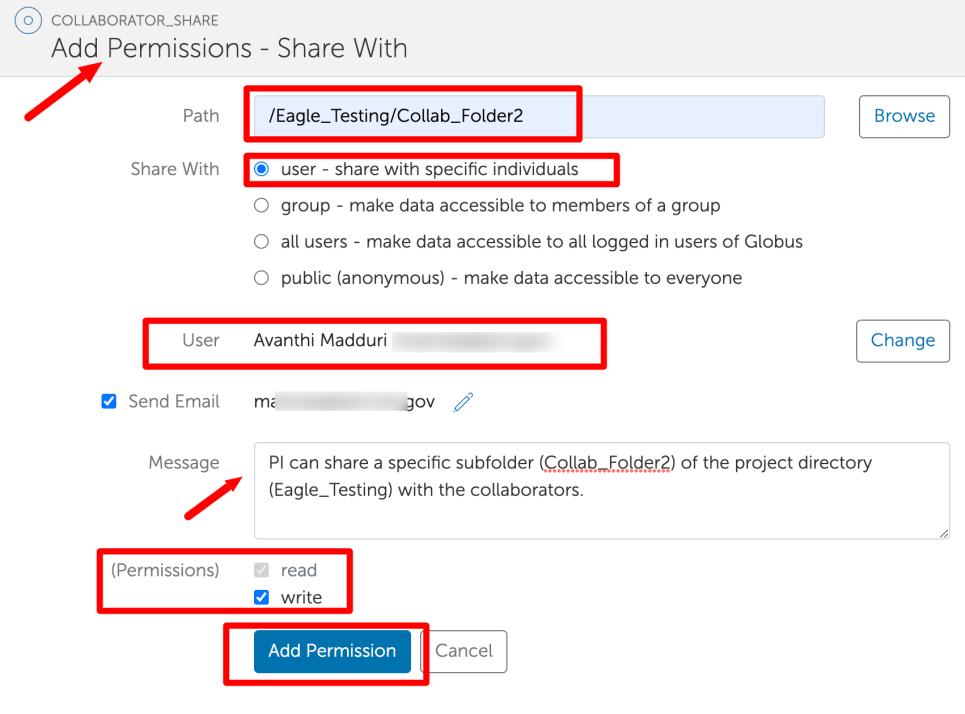 COLLABORATOR_SHARE
Add Permissions - Share With
Path /Eagle_Testing/Collab_Folder2 Browse
Share With user - share with specific individuals
group - make data accessible to members of a group
all users - make data accessible to all logged in users of Globus
public (anonymous) - make data accessible to everyone
User Avanthi Madduri Change
Send Email ma gov
Message PI can share a specific subfolder (Collab_Folder2) of the project directory
(Eagle_Testing) with the collaborators.
(Permissions) read
write
Add Permission Cancel